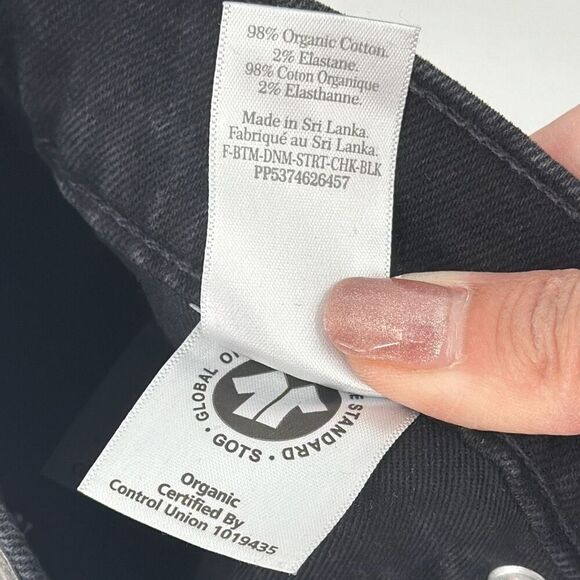 98% Organic Cotton.
2% Elastane.
98% Coton Organique
2% Elasthanne.
Made in Sri Lanka.
Fabriqué au Sri Lanka.
F-BTM-DNM-STRT-CHK-BLK
PP5374626457
GLOBAL
STANDARD
· GOTS ·
Organic
Certified By
Control Union 1019435